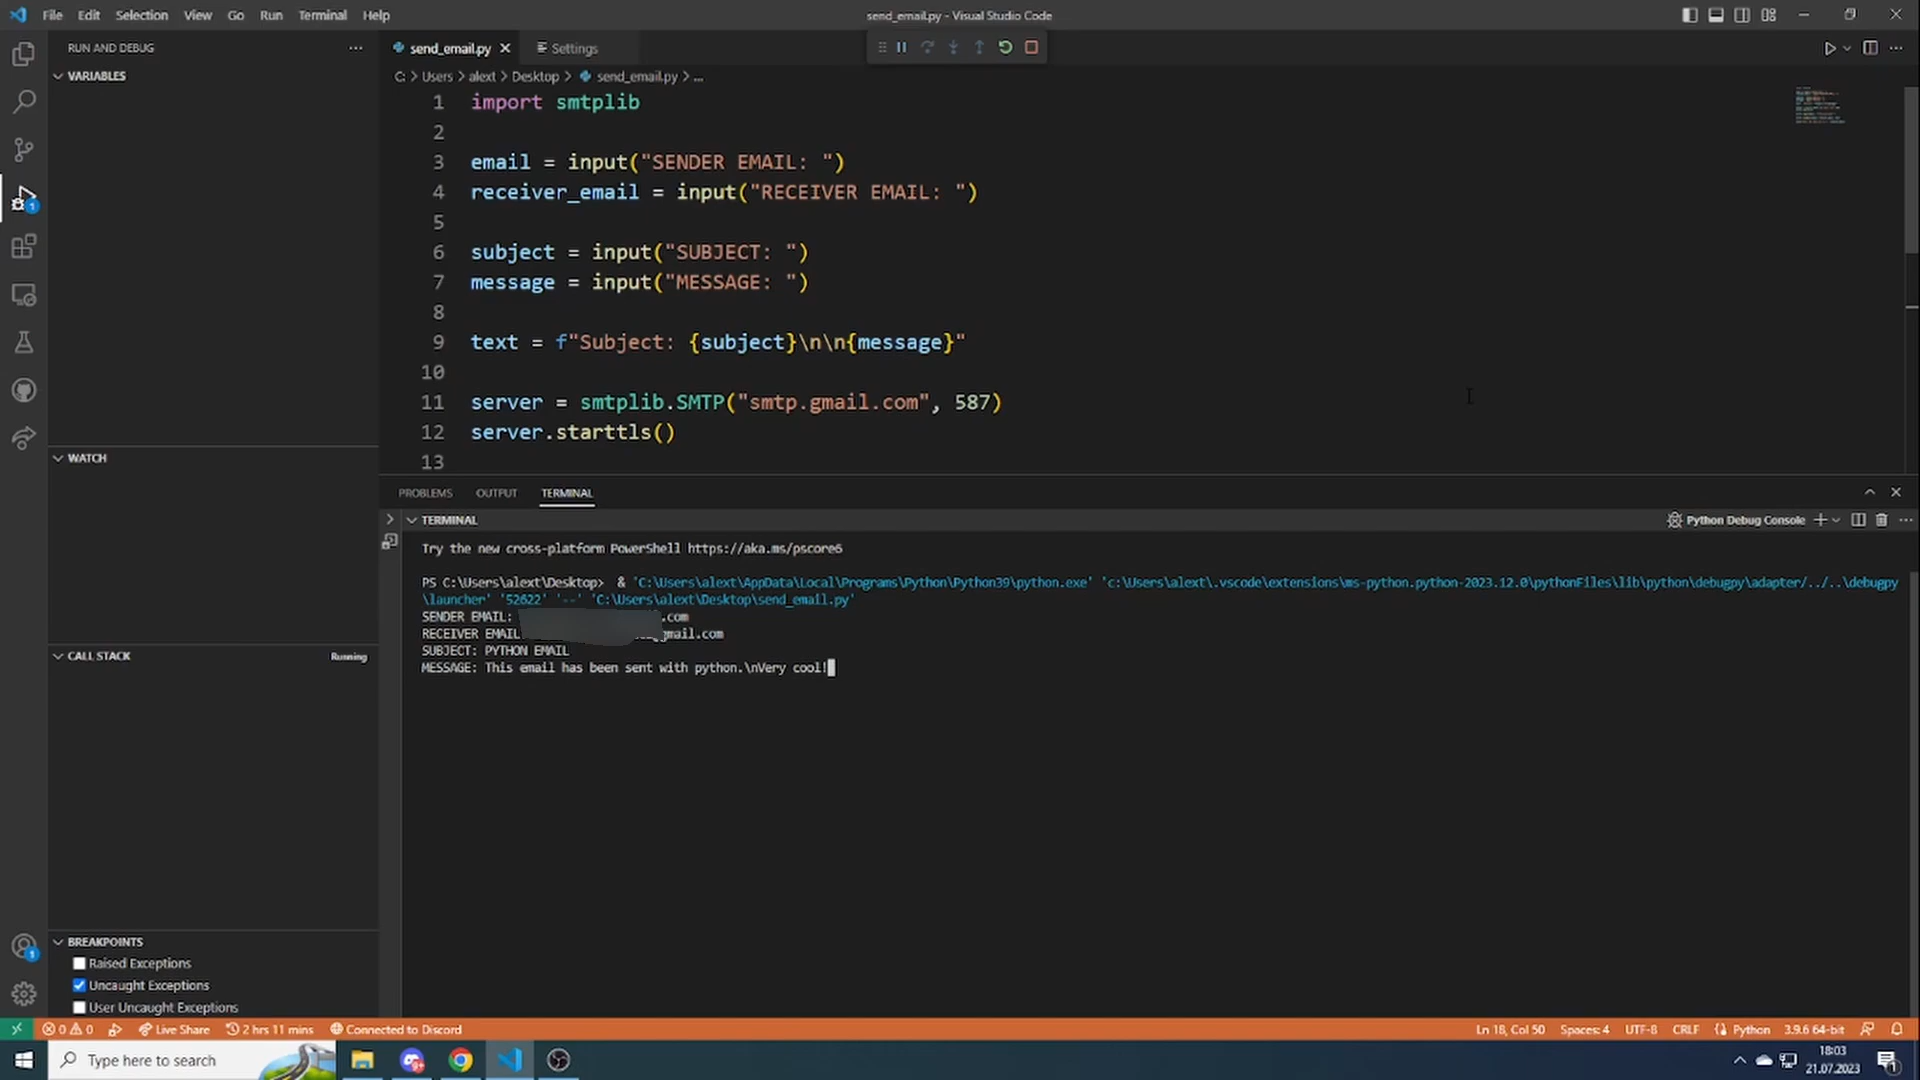 File Edit Selection View Go Run Terminal Help
send_email.py - Visual Studio Code
RUN AND DEBUG
VARIABLES
WATCH
CALL STACK
Running
BREAKPOINTS
Raised Exceptions
Uncaught Exceptions
User Uncaught Exceptions
1
1
send_email.py
Settings
C: > Users > alext > Desktop > send_email.py > ...
1 import smtplib
2
3 email = input("SENDER EMAIL: ")
4 receiver_email = input("RECEIVER EMAIL: ")
5
6 subject = input("SUBJECT: ")
7 message = input("MESSAGE: ")
8
9 text = f"Subject: {subject}\n\n{message}"
10
11 server = smtplib.SMTP("smtp.gmail.com", 587)
12 server.starttls()
13
PROBLEMS OUTPUT TERMINAL
TERMINAL
Python Debug Console
Try the new cross-platform PowerShell https://aka.ms/pscore6
PS C:\Users\alext\Desktop> & 'C:\Users\alext\AppData\Local\Programs\Python\Python39\python.exe' 'c:\Users\alext\.vscode\extensions\ms-python.python-2023.12.0\pythonFiles\lib\python\debugpy\adapter/../..\debugpy
\launcher' '52622' '--' 'C:\Users\alext\Desktop\send_email.py'
SENDER EMAIL: .com
RECEIVER EMAIL @gmail.com
SUBJECT: PYTHON EMAIL
MESSAGE: This email has been sent with python.\nVery cool!
0 0 Live Share 2 hrs 11 mins Connected to Discord
Ln 18, Col 50 Spaces: 4 UTF-8 CRLF Python 3.9.6 64-bit
Type here to search
18:03
21.07.2023
1